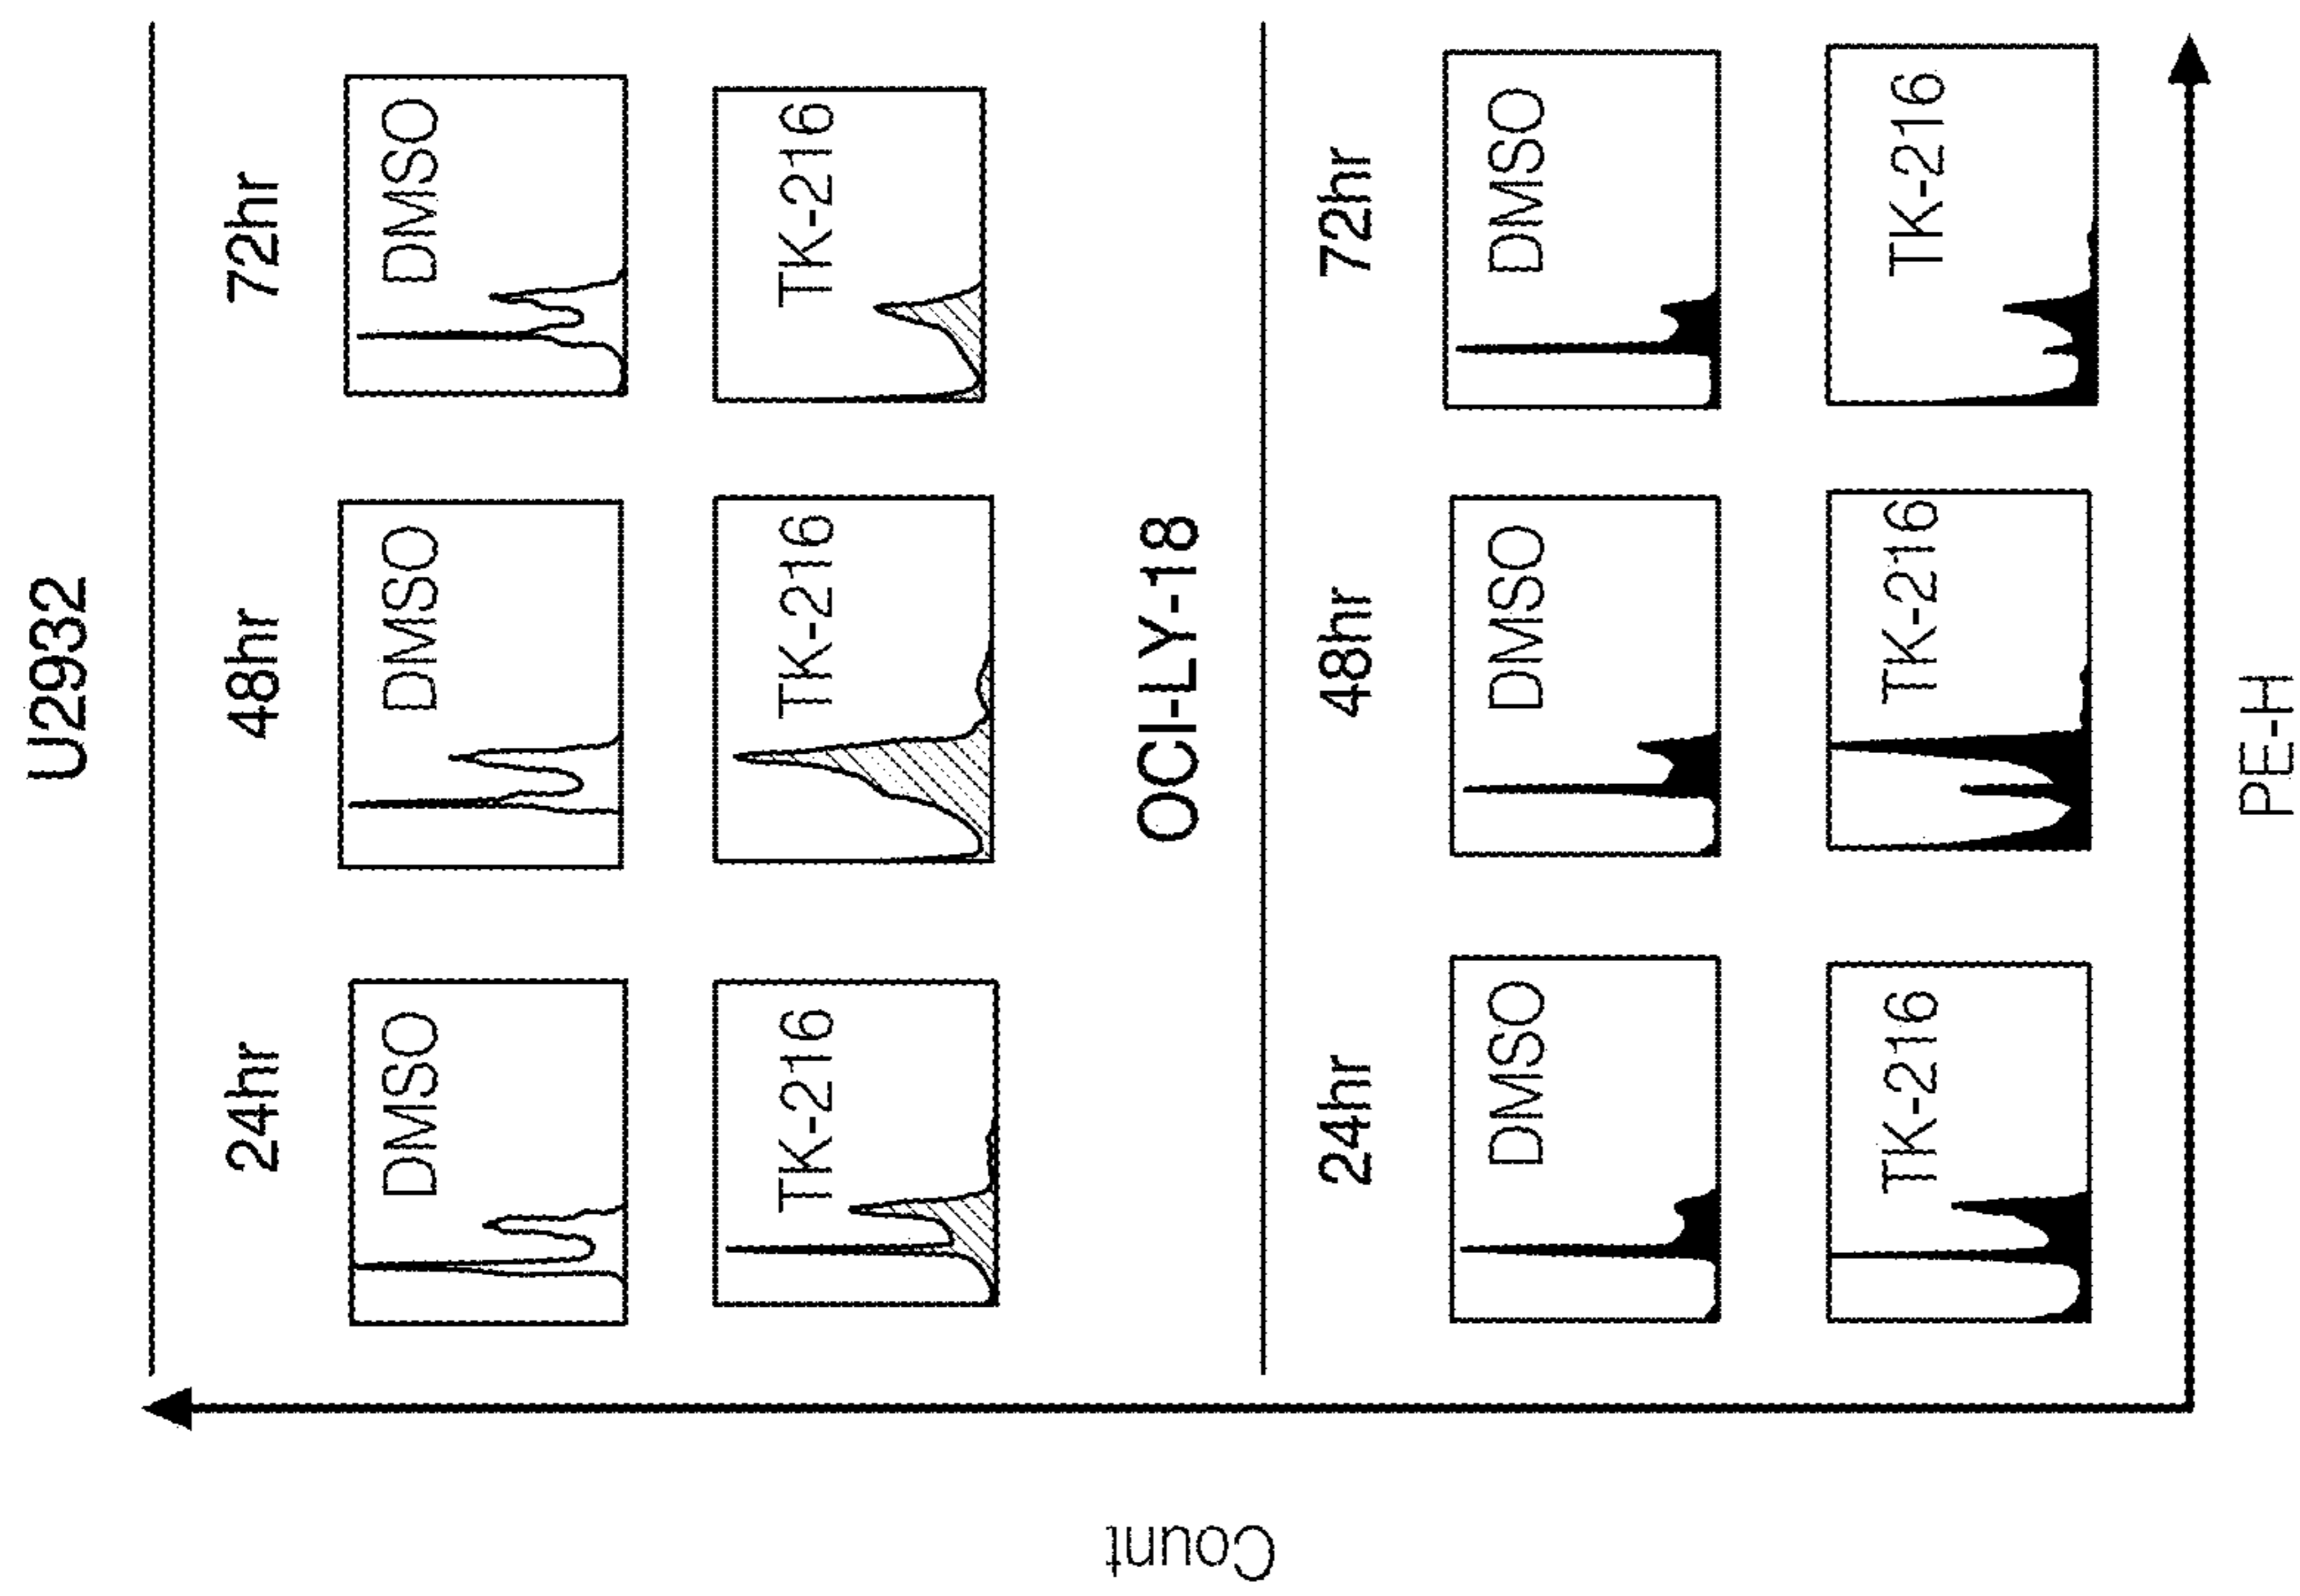 U2932
24hr 48hr 72hr
DMSO DMSO DMSO
TK-216 TK-216 TK-216
OCI-LY-18
24hr 48hr 72hr
DMSO DMSO DMSO
TK-216 TK-216 TK-216
Count
PE-H